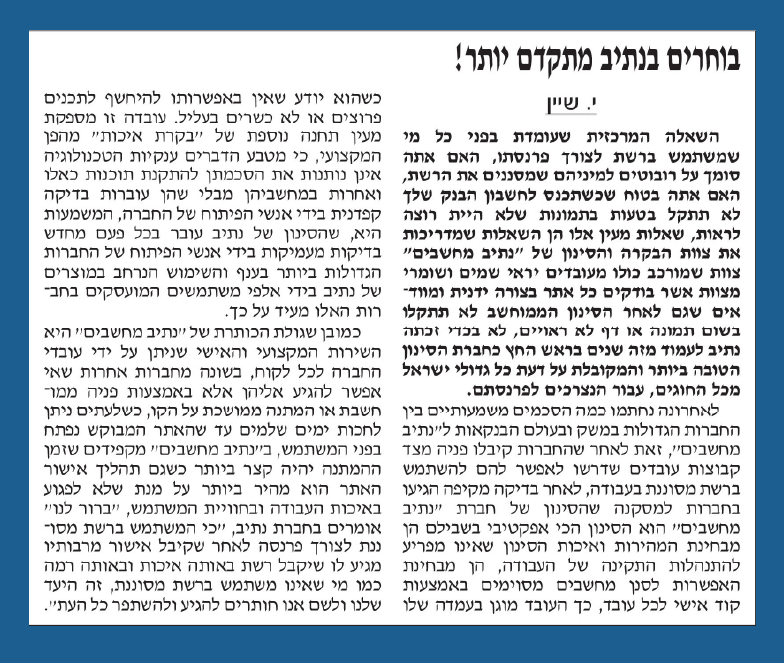 בוחרים בנתיב מתקדם יותר!
י. שיין
השאלה המרכזית שעומדת בפני כל מי
שמשתמש ברשת לצורך פרנסתו, האם אתה
סומך על רובוטים למיניהם שמסננים את הרשת,
האם אתה בטוח שכשתכנס לחשבון הבנק שלך
לא תתקל בטעות בתמונות שלא היית רוצה
לראות, שאלות מעין אלו הן השאלות שמדריכות
את צוות הבקרה והסינון של "נתיב מחשבים"
צוות שמורכב כולו מעובדים יראי שמים ושומרי
מצוות אשר בודקים כל אתר בצורה ידנית ומווד־
אים שגם לאחר הסינון הממוחשב לא תתקלו
בשום תמונה או דף לא ראויים, לא בכדי זכתה
נתיב לעמוד מזה שנים בראש החץ כחברת הסינון
הטובה ביותר והמקובלת על דעת כל גדולי ישראל
מכל החוגים, עבור הנצרכים לפרנסתם.
לאחרונה נחתמו כמה הסכמים משמעותיים בין
החברות הגדולות במשק ובעולם הבנקאות ל"נתיב
מחשבים", זאת לאחר שהחברות קיבלו פניה מצד
קבוצות עובדים שדרשו לאפשר להם להשתמש
ברשת מסוננת בעבודה, לאחר בדיקה מקיפה הגיעו
בחברות למסקנה שהסינון של חברת "נתיב
מחשבים" הוא הסינון הכי אפקטיבי בשבילם הן
מבחינת המהירות ואיכות הסינון שאינו מפריע
להתנהלות התקינה של העבודה, הן מבחינת
האפשרות לסנן מחשבים מסוימים באמצעות
קוד אישי לכל עובד, כך העובד מוגן בעמדה שלו
כשהוא יודע שאין באפשרותו להיחשף לתכנים
פרוצים או לא כשרים בעליל. עובדה זו מספקת
מעין תחנה נוספת של "בקרת איכות" מהפן
המקצועי, כי מטבע הדברים ענקיות הטכנולוגיה
אינן נותנות את הסכמתן להתקנת תוכנות כאלו
ואחרות במחשביהן מבלי שהן עוברות בדיקה
קפדנית בידי אנשי הפיתוח של החברה, המשמעות
היא, שהסינון של נתיב עובר בכל פעם מחדש
בדיקות מעמיקות בידי אנשי הפיתוח של החברות
הגדולות ביותר בענף והשימוש הנרחב במוצרים
של נתיב בידי אלפי משתמשים המועסקים בחב־
רות האלו מעיד על כך.
כמובן שגולת הכותרת של "נתיב מחשבים" היא
השירות המקצועי והאישי שניתן על ידי עובדי
החברה לכל לקוח, בשונה מחברות אחרות שאי
אפשר להגיע אליהן אלא באמצעות פניה ממו־
חשבת או המתנה ממושכת על הקו, כשלעתים ניתן
לחכות ימים שלמים עד שהאתר המבוקש נפתח
בפני המשתמש, ב"נתיב מחשבים" מקפידים שזמן
ההמתנה יהיה קצר ביותר כשגם תהליך אישור
האתר הוא מהיר ביותר על מנת שלא לפגוע
באיכות העבודה ובחוויית המשתמש, "ברור לנו"
אומרים בחברת נתיב, "כי המשתמש ברשת מסו־
ננת לצורך פרנסה לאחר שקיבל אישור מרבותיו
מגיע לו שיקבל רשת באותה איכות ובאותה רמה
כמו מי שאינו משתמש ברשת מסוננת, זה היעד
שלנו ולשם אנו חותרים להגיע ולהשתפר כל העת".